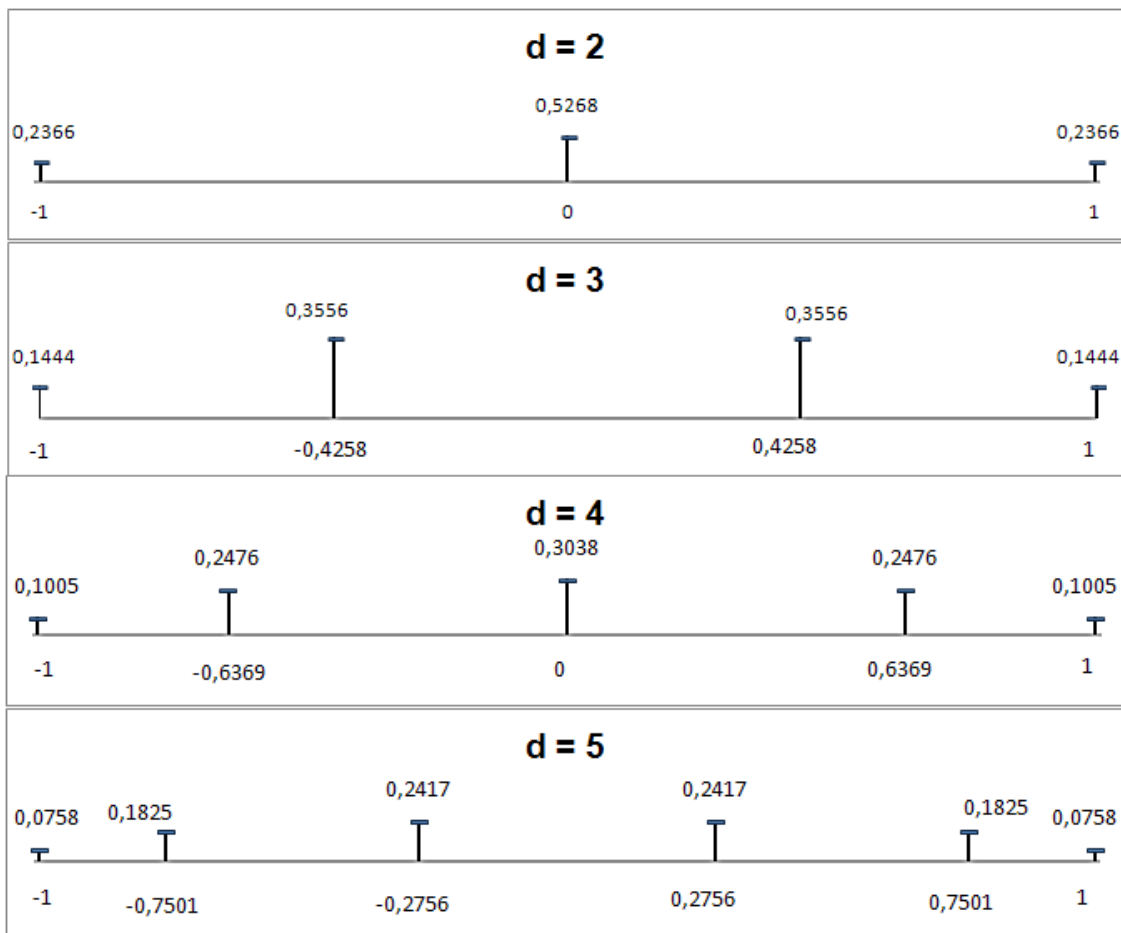 d = 2
0,5268
0,2366 0,2366
-1 0 1
d = 3
0,3556 0,3556
0,1444 0,1444
-1 -0,4258 0,4258 1
d = 4
0,3038
0,2476 0,2476
0,1005 0,1005
-1 -0,6369 0 0,6369 1
d = 5
0,2417 0,2417
0,0758 0,1825 0,1825 0,0758
-1 -0,7501 -0,2756 0,2756 0,7501 1